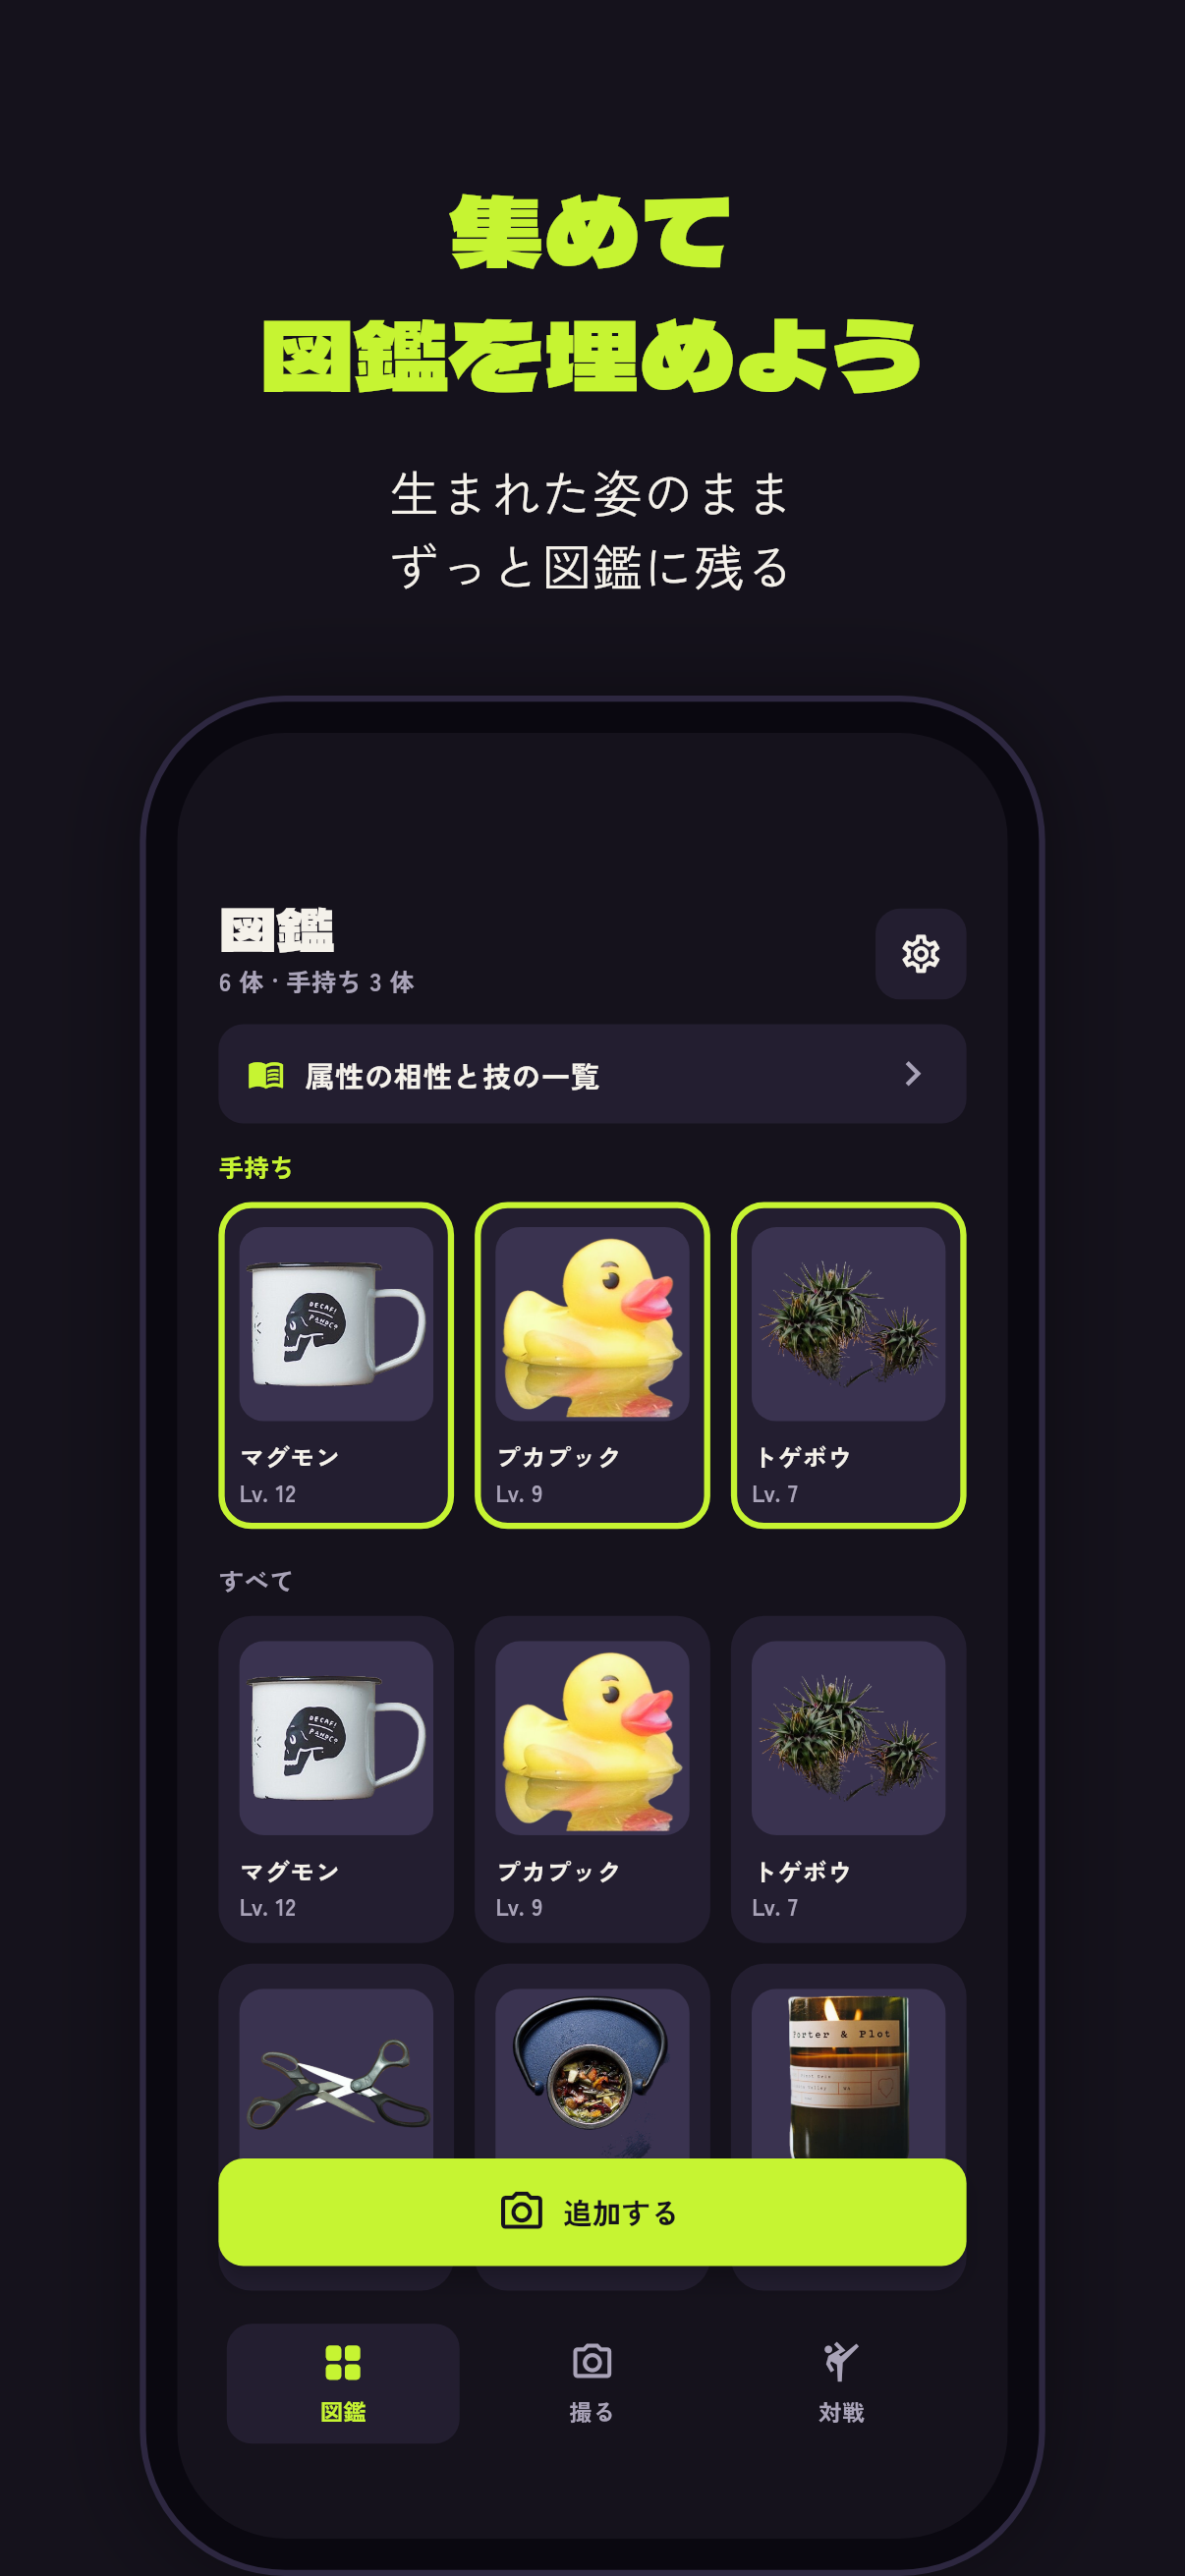 集めて
図鑑を埋めよう
生まれた姿のまま
ずっと図鑑に残る
図鑑
6 体 · 手持ち 3 体
属性の相性と技の一覧
手持ち
DECAF!
マグモン
Lv. 12
プカプック
Lv. 9
トゲボウ
Lv. 7
すべて
DECAF!
マグモン
Lv. 12
プカプック
Lv. 9
トゲボウ
Lv. 7
Porter & Plot
追加する
図鑑
撮る
対戦